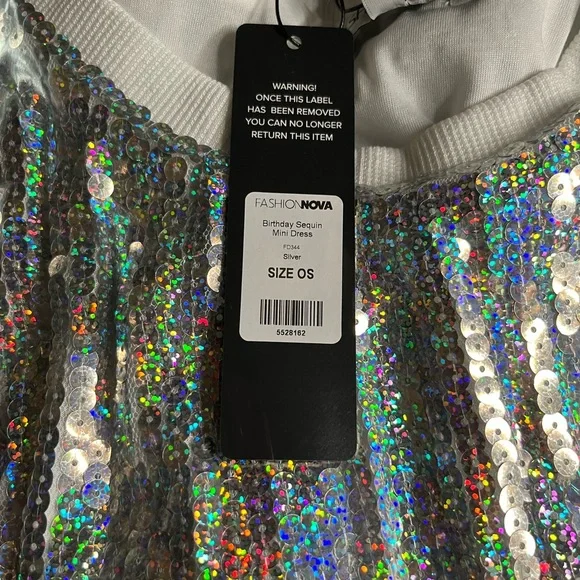 WARNING!
ONCE THIS LABEL
HAS BEEN REMOVED
YOU CAN NO LONGER
RETURN THIS ITEM
FASHIONNOVA
Birthday Sequin
Mini Dress
FD344
Silver
SIZE OS
5528162